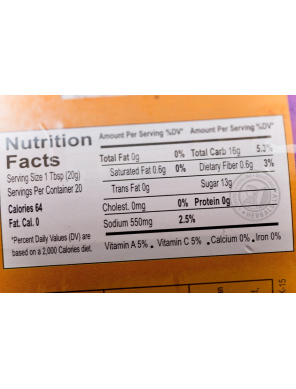 Nutrition Facts
Serving Size 1 Tbsp (20g)
Servings Per Container 20
Calories 64
Fat. Cal. 0
*Percent Daily Values (DV) are
based on a 2,000 Calories diet.
Amount Per Serving %DV* Amount Per Serving %DV*
Total Fat 0g 0% Total Carb 16g 5.3%
Saturated Fat 0.6g 0% Dietary Fiber 0.6g 3%
Trans Fat 0g Sugar 13g
Cholest. 0mg 0% Protein 0g
Sodium 550mg 2.5%
Vitamin A 5% • Vitamin C 5% • Calcium 0% • Iron 0%
HERBAL